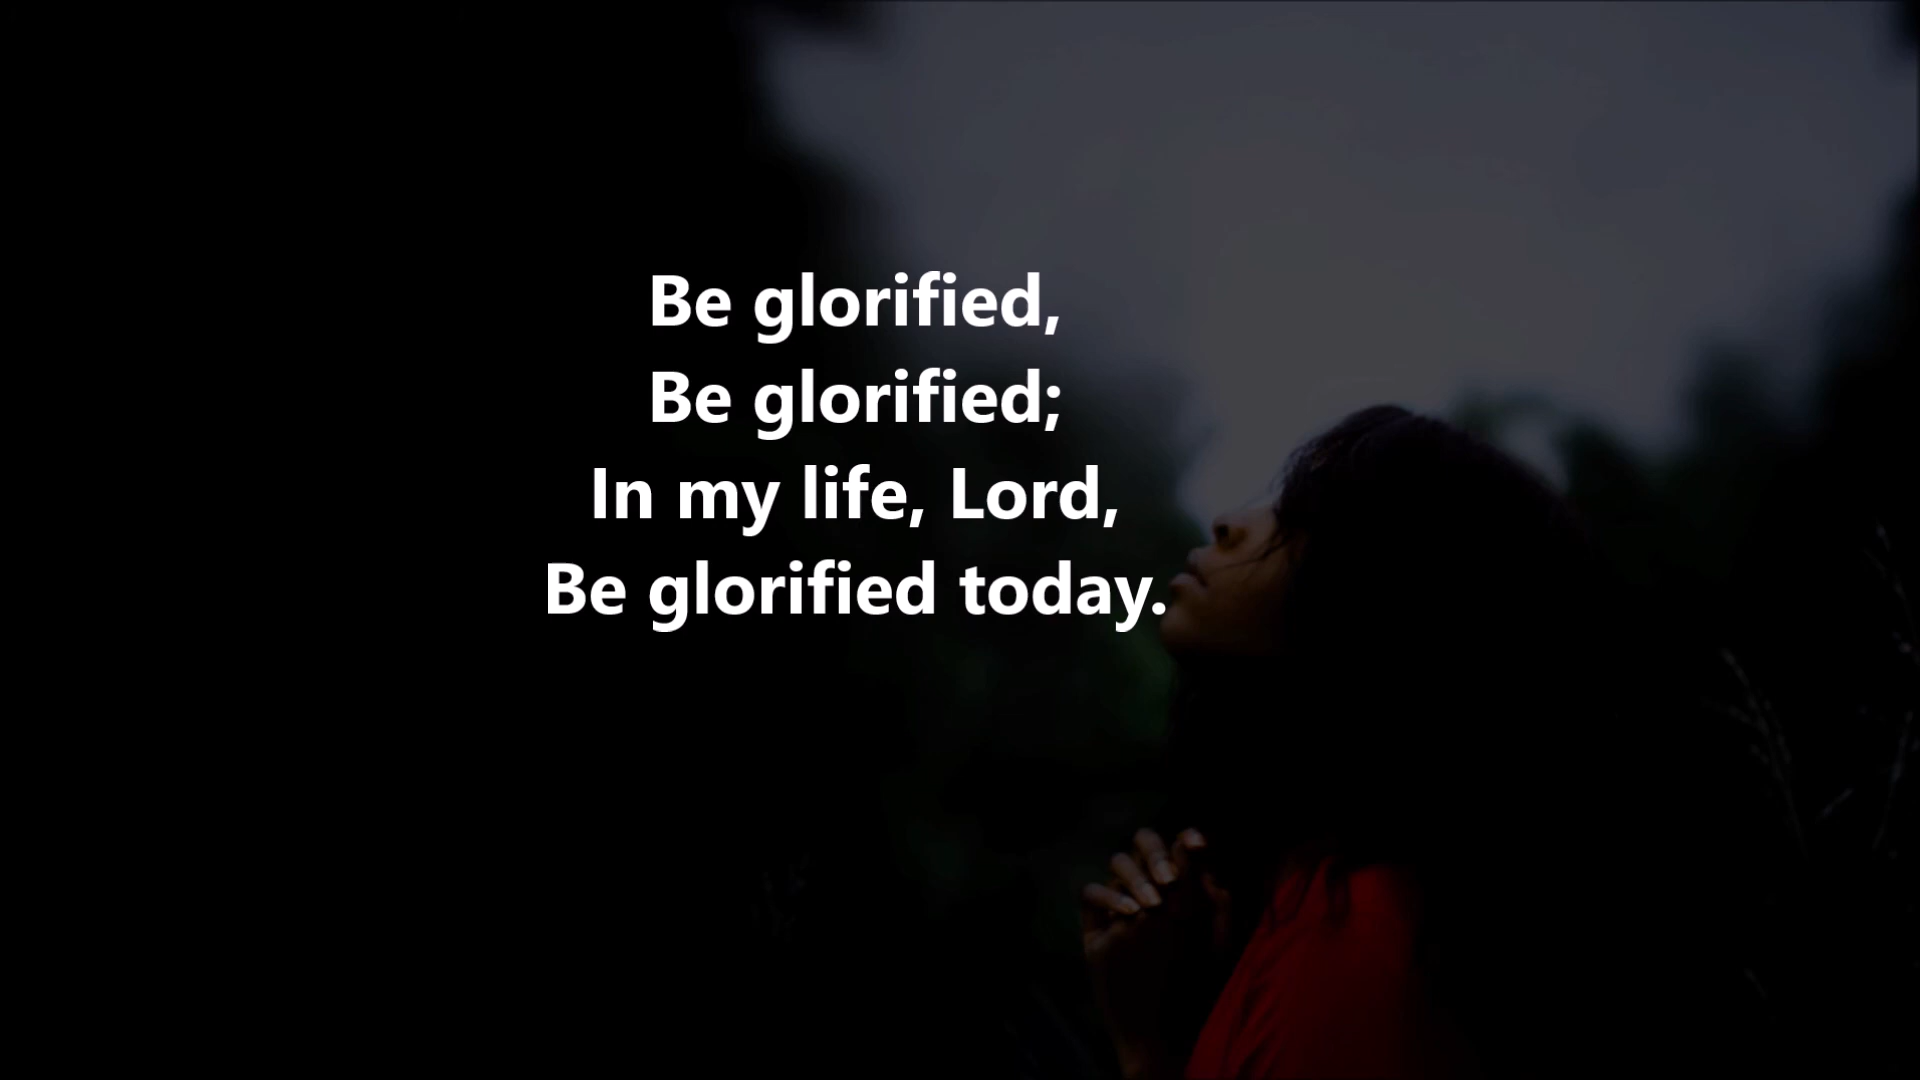 Be glorified,
Be glorified;
In my life, Lord,
Be glorified today.